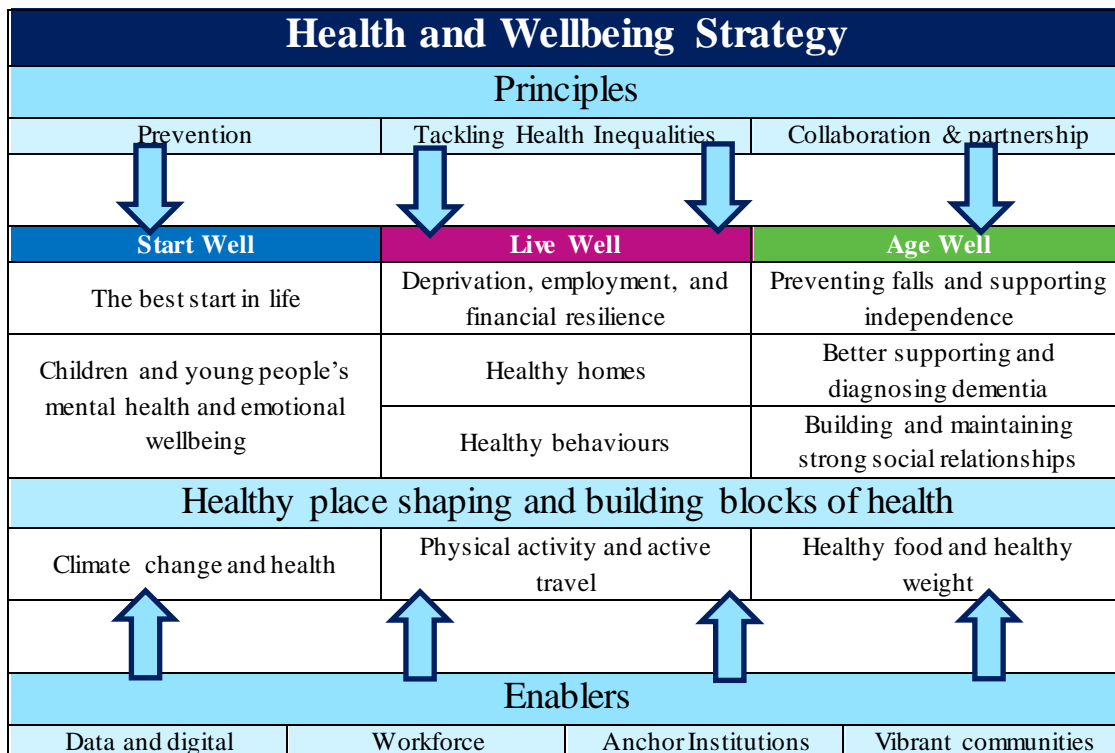 Health and Wellbeing Strategy
Principles
Prevention
Tackling Health Inequalities
Collaboration & partnership
Start Well
Live Well
Age Well
The best start in life
Deprivation, employment, and
financial resilience
Preventing falls and supporting
independence
Children and young people’s
mental health and emotional
wellbeing
Healthy homes
Better supporting and
diagnosing dementia
Healthy behaviours
Building and maintaining
strong social relationships
Healthy place shaping and building blocks of health
Climate change and health
Physical activity and active
travel
Healthy food and healthy
weight
Enablers
Data and digital
Workforce
Anchor Institutions
Vibrant communities